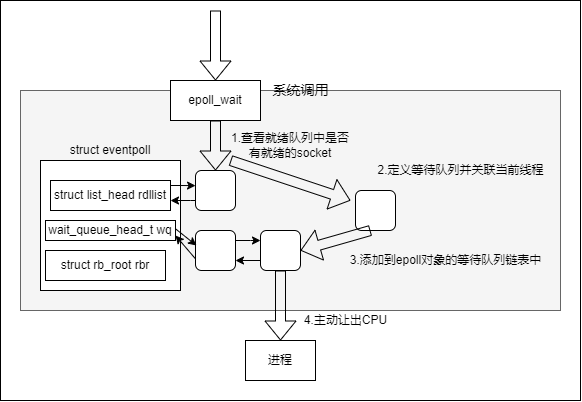 系统调用
epoll_wait
1.查看就绪队列中是否
有就绪的socket
struct eventpoll
2.定义等待队列并关联当前线程
struct list_head rdllist
wait_queue_head_t wq
struct rb_root rbr
3.添加到epoll对象的等待队列链表中
4.主动让出CPU
进程